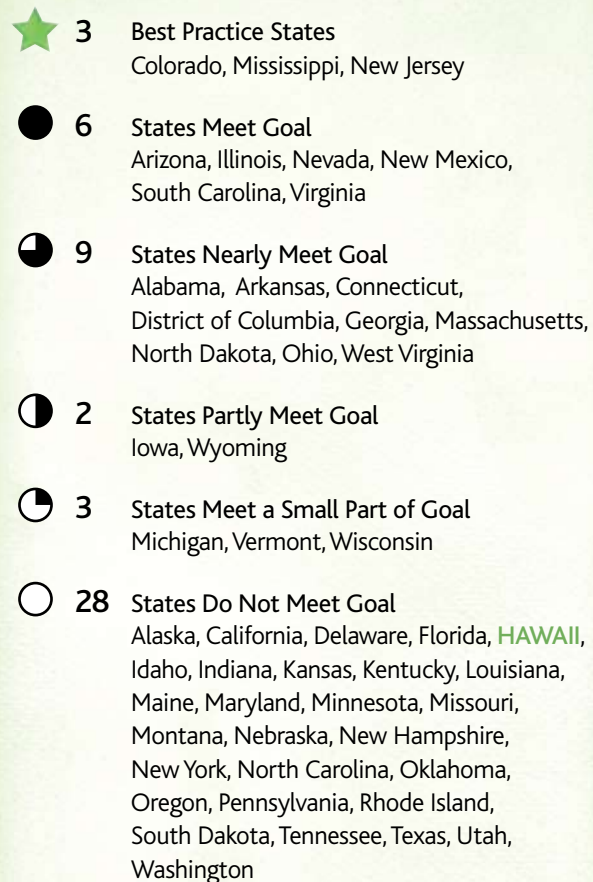 3 Best Practice States
Colorado, Mississippi, New Jersey
6 States Meet Goal
Arizona, Illinois, Nevada, New Mexico,
South Carolina, Virginia
9 States Nearly Meet Goal
Alabama, Arkansas, Connecticut,
District of Columbia, Georgia, Massachusetts,
North Dakota, Ohio, West Virginia
2 States Partly Meet Goal
Iowa, Wyoming
3 States Meet a Small Part of Goal
Michigan, Vermont, Wisconsin
28 States Do Not Meet Goal
Alaska, California, Delaware, Florida, HAWAII,
Idaho, Indiana, Kansas, Kentucky, Louisiana,
Maine, Maryland, Minnesota, Missouri,
Montana, Nebraska, New Hampshire,
New York, North Carolina, Oklahoma,
Oregon, Pennsylvania, Rhode Island,
South Dakota, Tennessee, Texas, Utah,
Washington